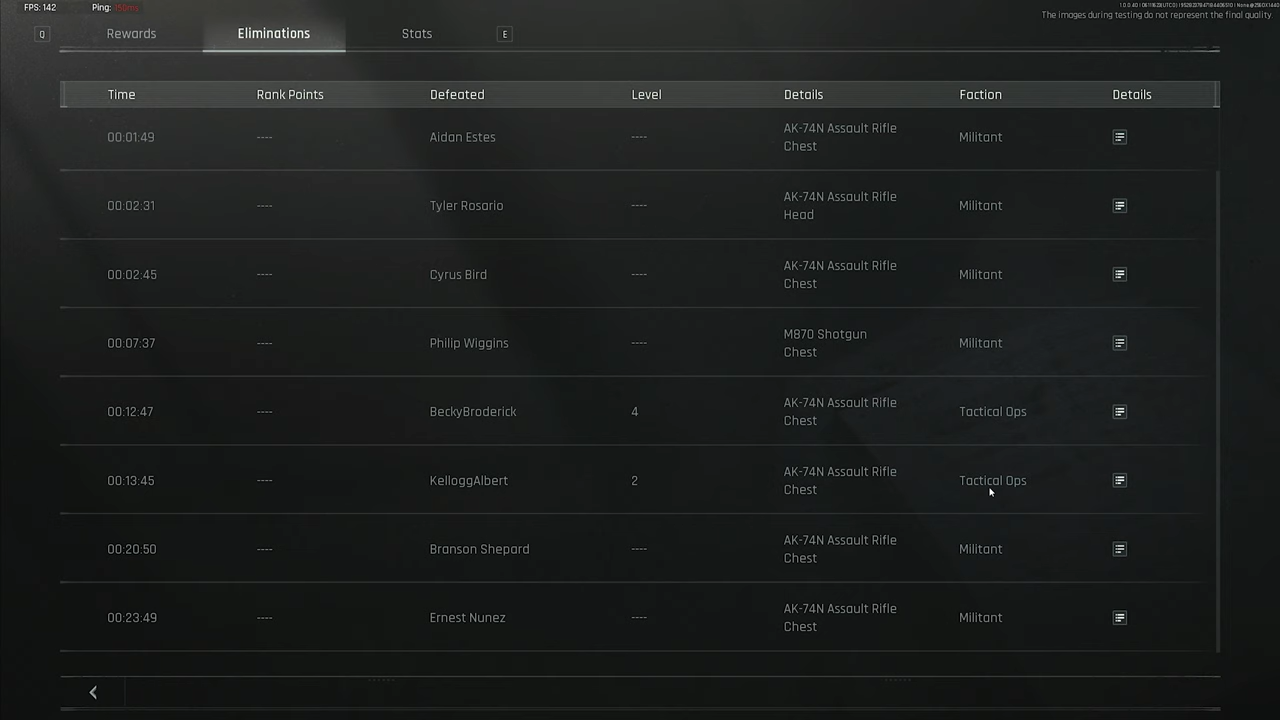 FPS: 142 Ping: 150ms
The images during testing do not represent the final quality
Q Rewards Eliminations Stats E
Time Rank Points Defeated Level Details Faction Details
00:01:49 ---- Aidan Estes ---- AK-74N Assault Rifle Militant
Chest
00:02:31 ---- Tyler Rosario ---- AK-74N Assault Rifle Militant
Head
00:02:45 ---- Cyrus Bird ---- AK-74N Assault Rifle Militant
Chest
00:07:37 ---- Philip Wiggins ---- M870 Shotgun Militant
Chest
00:12:47 ---- BeckyBroderick 4 AK-74N Assault Rifle Tactical Ops
Chest
00:13:45 ---- KelloggAlbert 2 AK-74N Assault Rifle Tactical Ops
Chest
00:20:50 ---- Branson Shepard ---- AK-74N Assault Rifle Militant
Chest
00:23:49 ---- Ernest Nunez ---- AK-74N Assault Rifle Militant
Chest